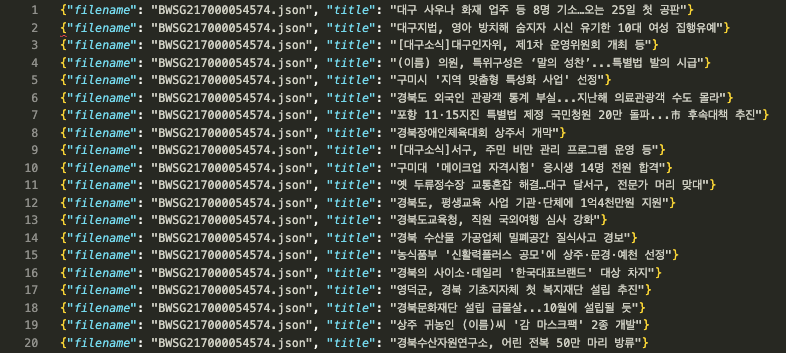 1 {"filename": "BWSG217000054574.json", "title": "대구 사우나 화재 업주 등 8명 기소…오는 25일 첫 공판"}
2 {"filename": "BWSG217000054574.json", "title": "대구지법, 영아 방치해 숨지자 시신 유기한 10대 여성 집행유예"}
3 {"filename": "BWSG217000054574.json", "title": "[대구소식]대구인자위, 제1차 운영위원회 개최 등"}
4 {"filename": "BWSG217000054574.json", "title": "(이름) 의원, 특위구성은 ‘말의 성찬’...특별법 발의 시급"}
5 {"filename": "BWSG217000054574.json", "title": "구미시 '지역 맞춤형 특성화 사업' 선정"}
6 {"filename": "BWSG217000054574.json", "title": "경북도 외국인 관광객 통계 부실...지난해 의료관광객 수도 몰라"}
7 {"filename": "BWSG217000054574.json", "title": "포항 11·15지진 특별법 제정 국민청원 20만 돌파...市 후속대책 추진"}
8 {"filename": "BWSG217000054574.json", "title": "경북장애인체육대회 상주서 개막"}
9 {"filename": "BWSG217000054574.json", "title": "[대구소식]서구, 주민 비만 관리 프로그램 운영 등"}
10 {"filename": "BWSG217000054574.json", "title": "구미대 '메이크업 자격시험' 응시생 14명 전원 합격"}
11 {"filename": "BWSG217000054574.json", "title": "옛 두류정수장 교통혼잡 해결…대구 달서구, 전문가 머리 맞대"}
12 {"filename": "BWSG217000054574.json", "title": "경북도, 평생교육 사업 기관·단체에 1억4천만원 지원"}
13 {"filename": "BWSG217000054574.json", "title": "경북도교육청, 직원 국외여행 심사 강화"}
14 {"filename": "BWSG217000054574.json", "title": "경북 수산물 가공업체 밀폐공간 질식사고 경보"}
15 {"filename": "BWSG217000054574.json", "title": "농식품부 '신활력플러스 공모'에 상주·문경·예천 선정"}
16 {"filename": "BWSG217000054574.json", "title": "경북의 사이소·데일리 '한국대표브랜드' 대상 차지"}
17 {"filename": "BWSG217000054574.json", "title": "영덕군, 경북 기초지자체 첫 복지재단 설립 추진"}
18 {"filename": "BWSG217000054574.json", "title": "경북문화재단 설립 급물살...10월에 설립될 듯"}
19 {"filename": "BWSG217000054574.json", "title": "상주 귀농인 (이름)씨 '감 마스크팩' 2종 개발"}
20 {"filename": "BWSG217000054574.json", "title": "경북수산자원연구소, 어린 전복 50만 마리 방류"}